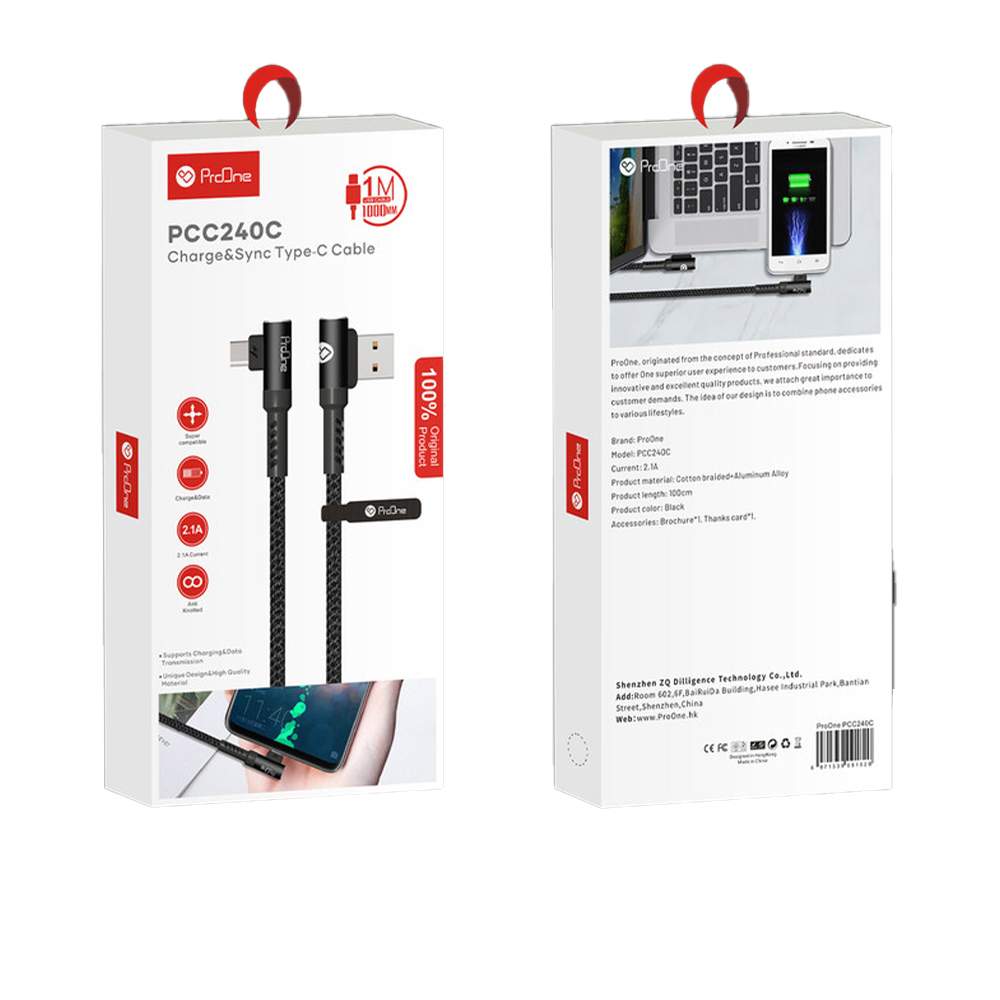 ProOne
1M
USB CABLE
1000MM
PCC240C
Charge&Sync Type-C Cable
ProOne
100%
Original
Product
Super
compatible
ProOne
Charge&Data
ProOne
2.1A
2.1A Current
Anti
Knotted
•Supports Charging&Data
Transmission
•Unique Design&High Quality
Material
ProOne
ProOne, originated from the concept of Professional standard, dedicates
to offer One superior user experience to customers.Focusing on providing
innovative and excellent quality products, we attach great importance to
customer demands. The idea of our design is to combine phone accessories
to various lifestyles.
Brand: ProOne
Model: PCC240C
Current: 2.1A
Product material: Cotton braided+Aluminum Alloy
Product length: 100cm
Product color: Black
Accessories: Brochure*1. Thanks card*1.
ProOne
Shenzhen ZQ Dilligence Technology Co.,Ltd.
Add:Room 602,6F,BaiRuiDa Building,Hasee Industrial Park,Bantian
Street,Shenzhen,China
Web:www.ProOne.hk
ProOne PCC240C
CE FC
Designed in HongKong
Made in China